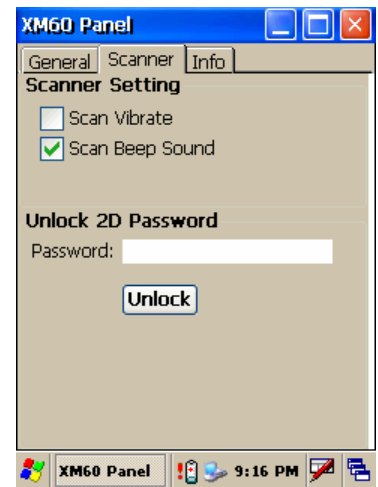 XM60 Panel
General Scanner Info
Scanner Setting
Scan Vibrate
Scan Beep Sound
Unlock 2D Password
Password:
Unlock
XM60 Panel 9:16 PM